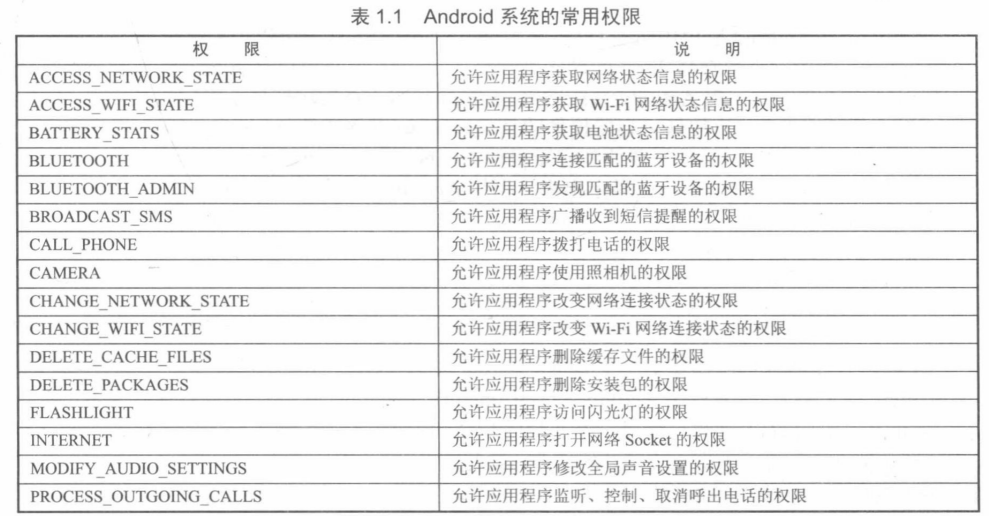 表 1.1 Android 系统的常用权限
权 限 说 明
ACCESS_NETWORK_STATE 允许应用程序获取网络状态信息的权限
ACCESS_WIFI_STATE 允许应用程序获取 Wi-Fi 网络状态信息的权限
BATTERY_STATS 允许应用程序获取电池状态信息的权限
BLUETOOTH 允许应用程序连接匹配的蓝牙设备的权限
BLUETOOTH_ADMIN 允许应用程序发现匹配的蓝牙设备的权限
BROADCAST_SMS 允许应用程序广播收到短信提醒的权限
CALL_PHONE 允许应用程序拨打电话的权限
CAMERA 允许应用程序使用照相机的权限
CHANGE_NETWORK_STATE 允许应用程序改变网络连接状态的权限
CHANGE_WIFI_STATE 允许应用程序改变 Wi-Fi 网络连接状态的权限
DELETE_CACHE_FILES 允许应用程序删除缓存文件的权限
DELETE_PACKAGES 允许应用程序删除安装包的权限
FLASHLIGHT 允许应用程序访问闪光灯的权限
INTERNET 允许应用程序打开网络 Socket 的权限
MODIFY_AUDIO_SETTINGS 允许应用程序修改全局声音设置的权限
PROCESS_OUTGOING_CALLS 允许应用程序监听、控制、取消呼出电话的权限